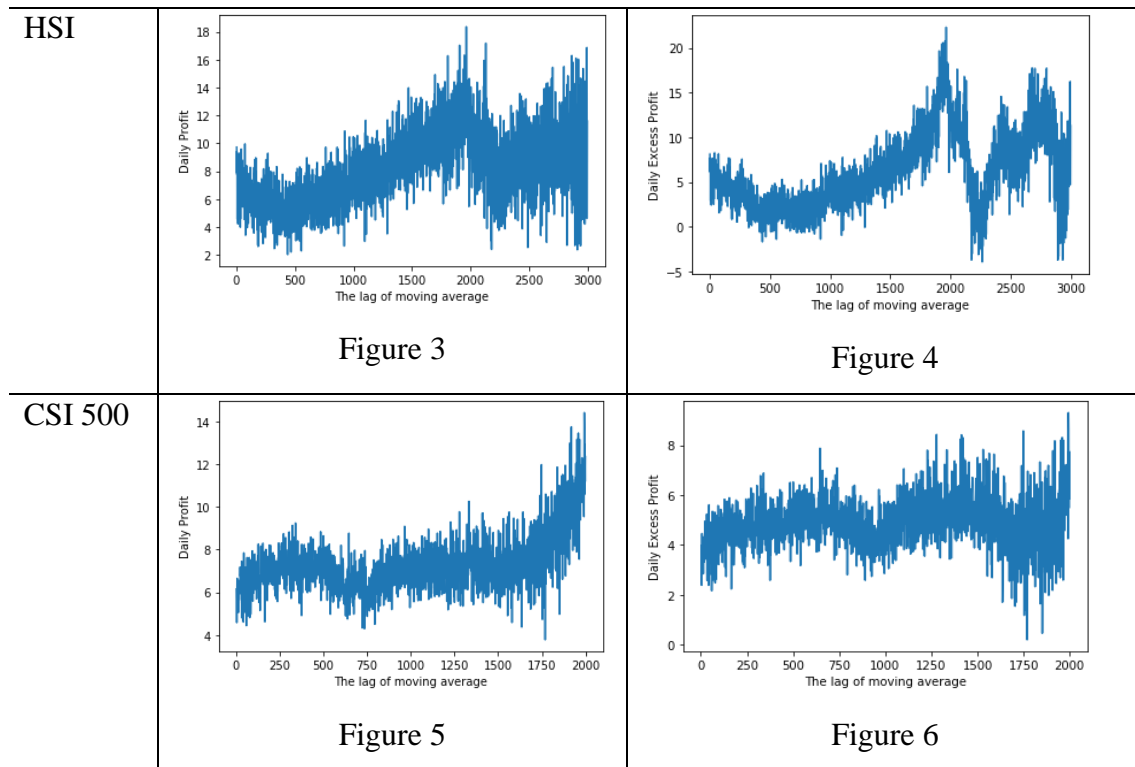 HSI
Daily Profit
18
16
14
12
10
8
6
4
2
0 500 1000 1500 2000 2500 3000
The lag of moving average
Figure 3
Daily Excess Profit
20
15
10
5
0
−5
0 500 1000 1500 2000 2500 3000
The lag of moving average
Figure 4
CSI 500
Daily Profit
14
12
10
8
6
4
0 250 500 750 1000 1250 1500 1750 2000
The lag of moving average
Figure 5
Daily Excess Profit
8
6
4
2
0
0 250 500 750 1000 1250 1500 1750 2000
The lag of moving average
Figure 6